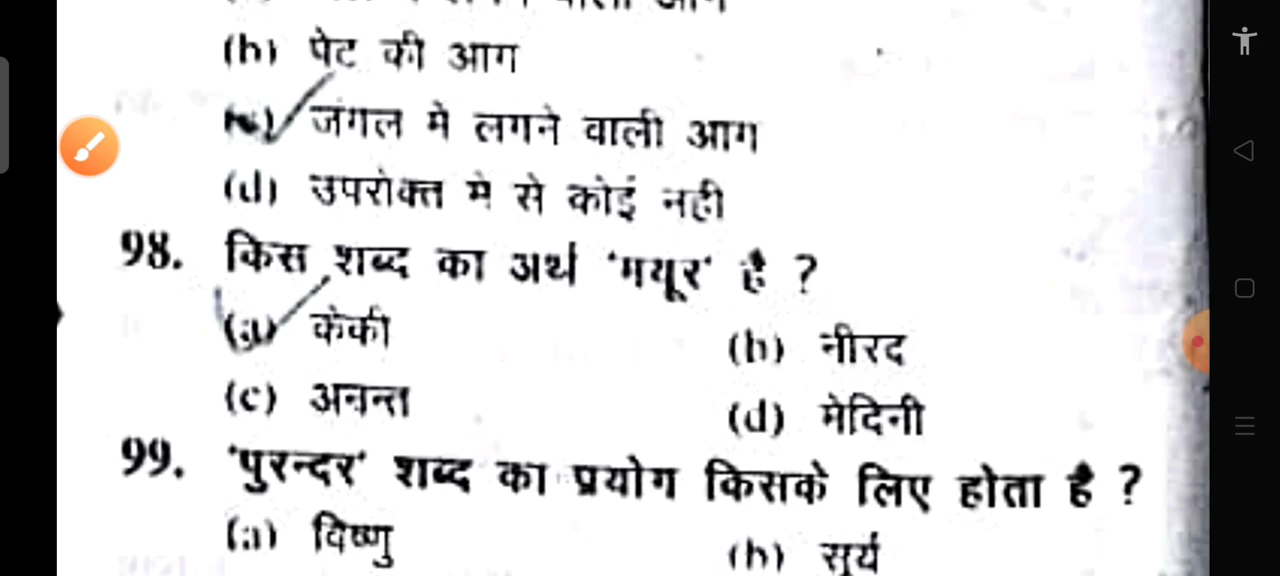 (b) पेट की आग
(c) जंगल मे लगने वाली आग
(d) उपरोक्त मे से कोई नही
98. किस शब्द का अर्थ 'मयूर' है ?
(a) केकी (b) नीरद
(c) अनन्त (d) मेदिनी
99. 'पुरन्दर' शब्द का प्रयोग किसके लिए होता है ?
(a) विष्णु (b) सूर्य